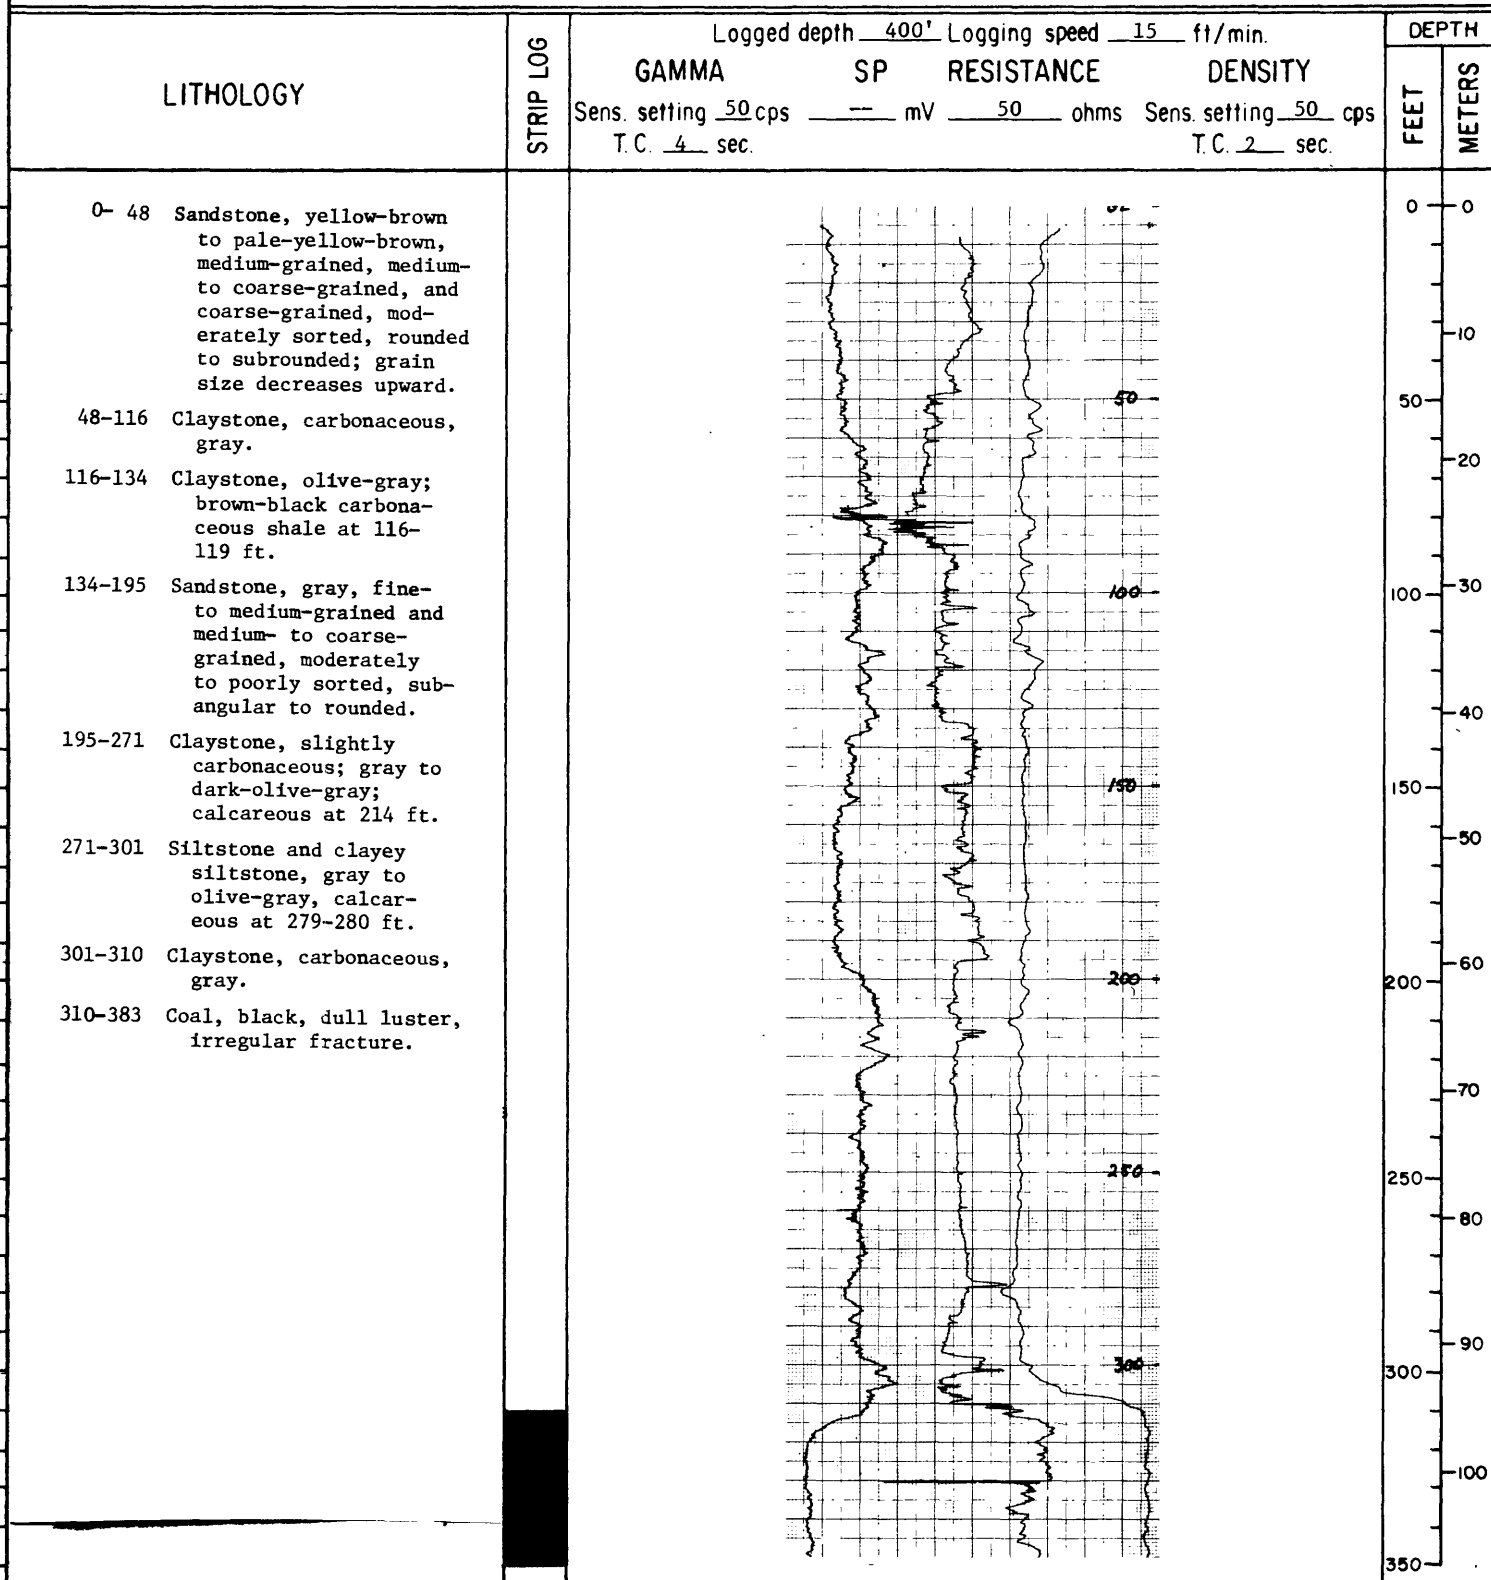 LITHOLOGY
STRIP LOG
Logged depth 400' Logging speed 15 ft/min.
GAMMA SP RESISTANCE DENSITY
Sens. setting 50 cps -- mV 50 ohms Sens. setting 50 cps
T.C. 4 sec. T.C. 2 sec.
DEPTH
FEET
METERS
0- 48 Sandstone, yellow-brown
to pale-yellow-brown,
medium-grained, medium-
to coarse-grained, and
coarse-grained, mod-
erately sorted, rounded
to subrounded; grain
size decreases upward.
48-116 Claystone, carbonaceous,
gray.
116-134 Claystone, olive-gray;
brown-black carbona-
ceous shale at 116-
119 ft.
134-195 Sandstone, gray, fine-
to medium-grained and
medium- to coarse-
grained, moderately
to poorly sorted, sub-
angular to rounded.
195-271 Claystone, slightly
carbonaceous; gray to
dark-olive-gray;
calcareous at 214 ft.
271-301 Siltstone and clayey
siltstone, gray to
olive-gray, calcar-
eous at 279-280 ft.
301-310 Claystone, carbonaceous,
gray.
310-383 Coal, black, dull luster,
irregular fracture.
50
100
150
200
250
300
0
50
100
150
200
250
300
350
0
10
20
30
40
50
60
70
80
90
100